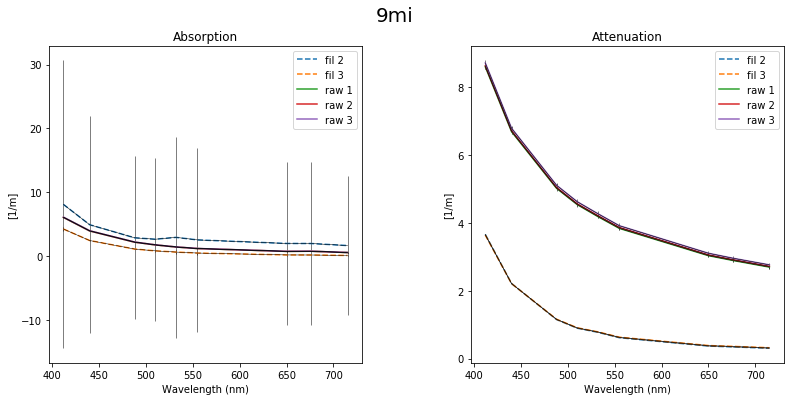 9mi
Absorption
[1/m]
30
20
10
0
−10
fil 2
fil 3
raw 1
raw 2
raw 3
400 450 500 550 600 650 700
Wavelength (nm)
Attenuation
[1/m]
8
6
4
2
0
fil 2
fil 3
raw 1
raw 2
raw 3
400 450 500 550 600 650 700
Wavelength (nm)